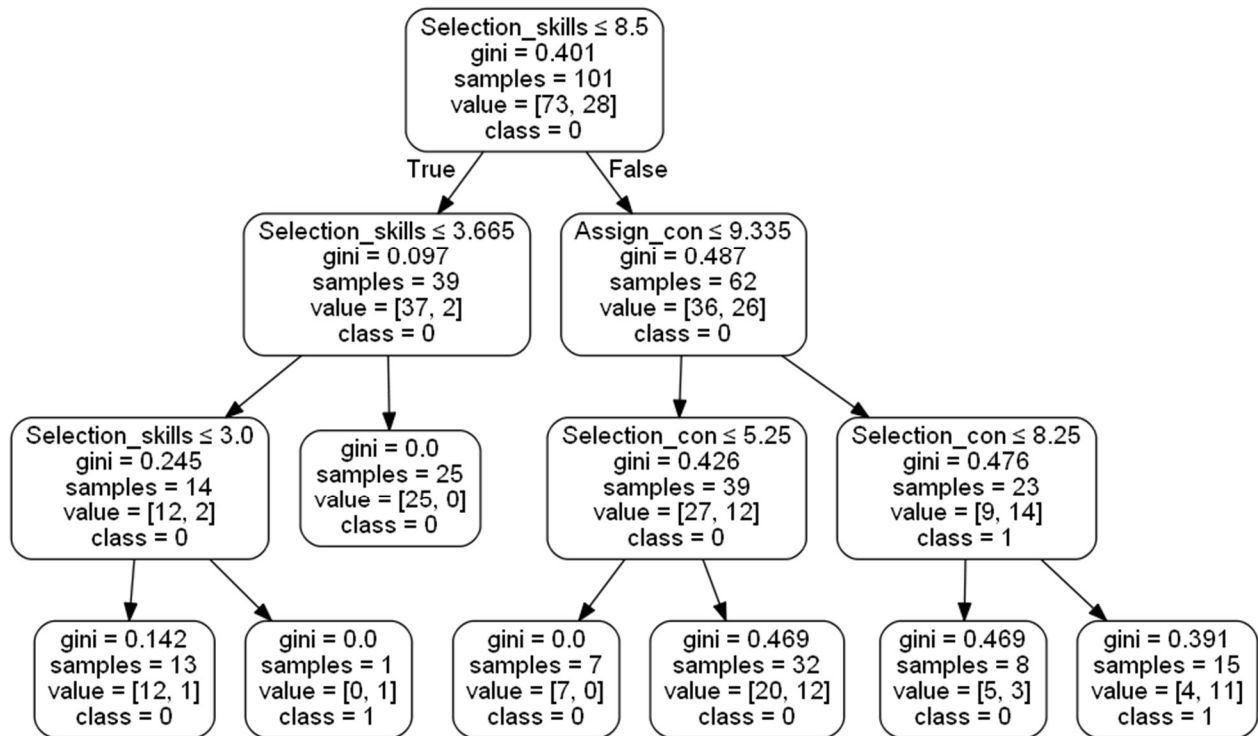 Selection_skills ≤ 8.5
gini = 0.401
samples = 101
value = [73, 28]
class = 0
True
False
Selection_skills ≤ 3.665
gini = 0.097
samples = 39
value = [37, 2]
class = 0
Assign_con ≤ 9.335
gini = 0.487
samples = 62
value = [36, 26]
class = 0
Selection_skills ≤ 3.0
gini = 0.245
samples = 14
value = [12, 2]
class = 0
gini = 0.0
samples = 25
value = [25, 0]
class = 0
Selection_con ≤ 5.25
gini = 0.426
samples = 39
value = [27, 12]
class = 0
Selection_con ≤ 8.25
gini = 0.476
samples = 23
value = [9, 14]
class = 1
gini = 0.142
samples = 13
value = [12, 1]
class = 0
gini = 0.0
samples = 1
value = [0, 1]
class = 1
gini = 0.0
samples = 7
value = [7, 0]
class = 0
gini = 0.469
samples = 32
value = [20, 12]
class = 0
gini = 0.469
samples = 8
value = [5, 3]
class = 0
gini = 0.391
samples = 15
value = [4, 11]
class = 1